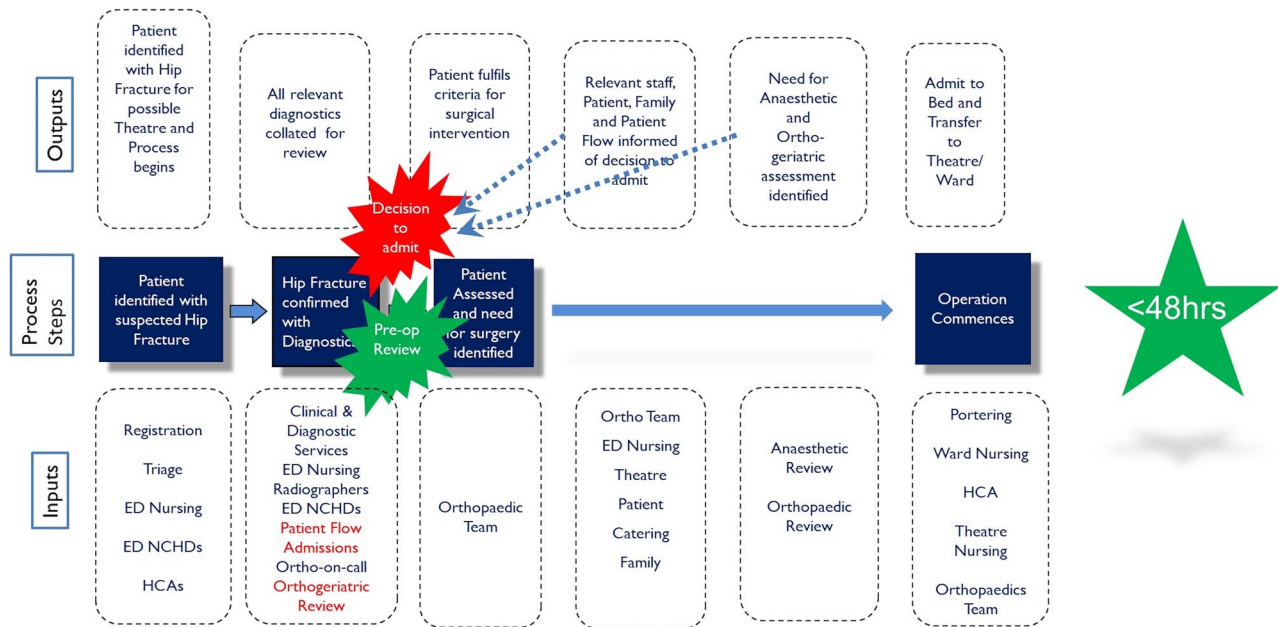 Outputs
Patient
identified
with Hip
Fracture for
possible
Theatre and
Process
begins
All relevant
diagnostics
collated for
review
Patient fulfils
criteria for
surgical
intervention
Relevant staff,
Patient, Family
and Patient
Flow informed
of decision to
admit
Need for
Anaesthetic
and
Ortho-
geriatric
assessment
identified
Admit to
Bed and
Transfer
to
Theatre/
Ward
Decision
to
admit
Process
Steps
Patient
identified with
suspected Hip
Fracture
Hip Fracture
confirmed
with
Diagnostics
Pre-op
Review
Patient
Assessed
and need
for surgery
identified
Operation
Commences
<48hrs
Inputs
Registration
Triage
ED Nursing
ED NCHDs
HCAs
Clinical &
Diagnostic
Services
ED Nursing
Radiographers
ED NCHDs
Patient Flow
Admissions
Ortho-on-call
Orthogeriatric
Review
Orthopaedic
Team
Ortho Team
ED Nursing
Theatre
Patient
Catering
Family
Anaesthetic
Review
Orthopaedic
Review
Portering
Ward Nursing
HCA
Theatre
Nursing
Orthopaedics
Team